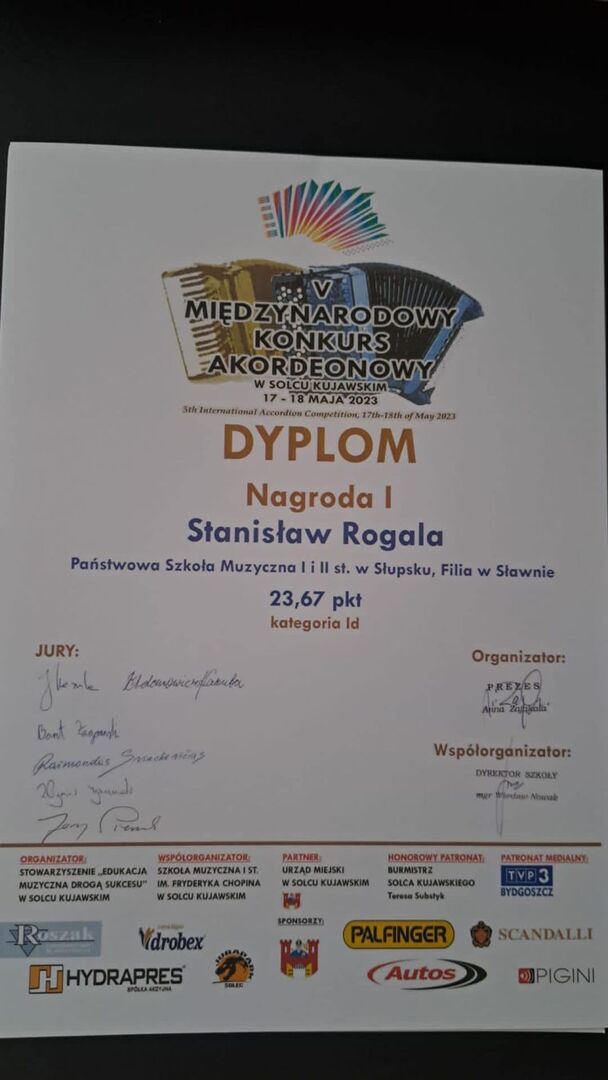 V
MIĘDZYNARODOWY
KONKURS
AKORDEONOWY
W SOLCU KUJAWSKIM
17 - 18 MAJA 2023
5th International Accordion Competition, 17th-18th of May 2023
DYPLOM
Nagroda I
Stanisław Rogala
Państwowa Szkoła Muzyczna I i II st. w Słupsku, Filia w Sławnie
23,67 pkt
kategoria Id
JURY:
Raimondas
Jerzy
Organizator:
PREZES
Anna
Współorganizator:
DYREKTOR SZKOŁY
mgr Wiesław Nowak
ORGANIZATOR:
STOWARZYSZENIE „EDUKACJA
MUZYCZNA DROGĄ SUKCESU"
W SOLCU KUJAWSKIM
WSPÓŁORGANIZATOR:
SZKOŁA MUZYCZNA I ST.
IM. FRYDERYKA CHOPINA
W SOLCU KUJAWSKIM
PARTNER:
URZĄD MIEJSKI
W SOLCU KUJAWSKIM
HONOROWY PATRONAT:
BURMISTRZ
SOLCA KUJAWSKIEGO
Teresa Substyk
PATRONAT MEDIALNY:
TVP3
BYDGOSZCZ
SPONSORZY:
Roszak
drobex
PALFINGER
SCANDALLI
HYDRAPRES
SPÓŁKA AKCYJNA
JURAPARK
SOLEC
Autos
PIGINI